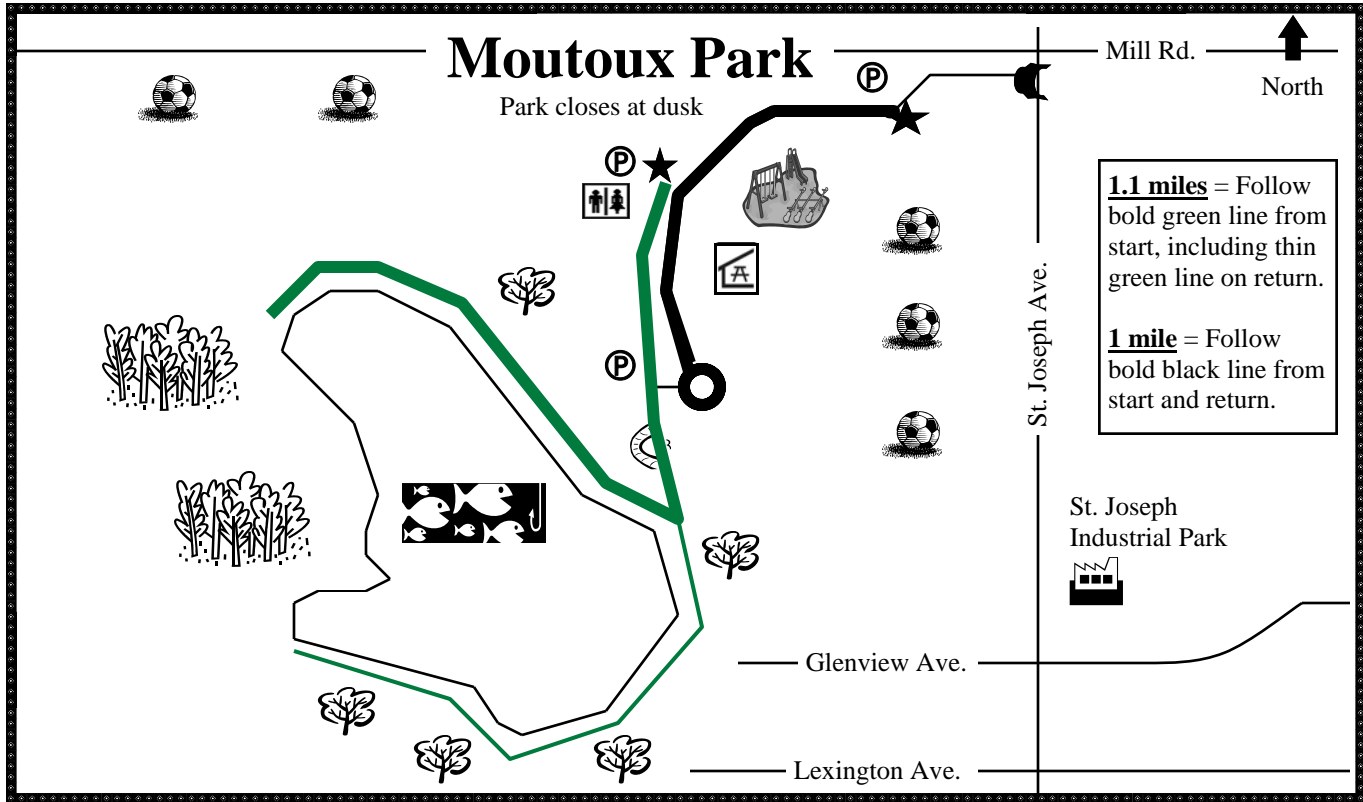 Moutoux Park
Mill Rd.
Park closes at dusk
North
P
P
1.1 miles = Follow
bold green line from
start, including thin
green line on return.
1 mile = Follow
bold black line from
start and return.
St. Joseph Ave.
P
St. Joseph
Industrial Park
Glenview Ave.
Lexington Ave.